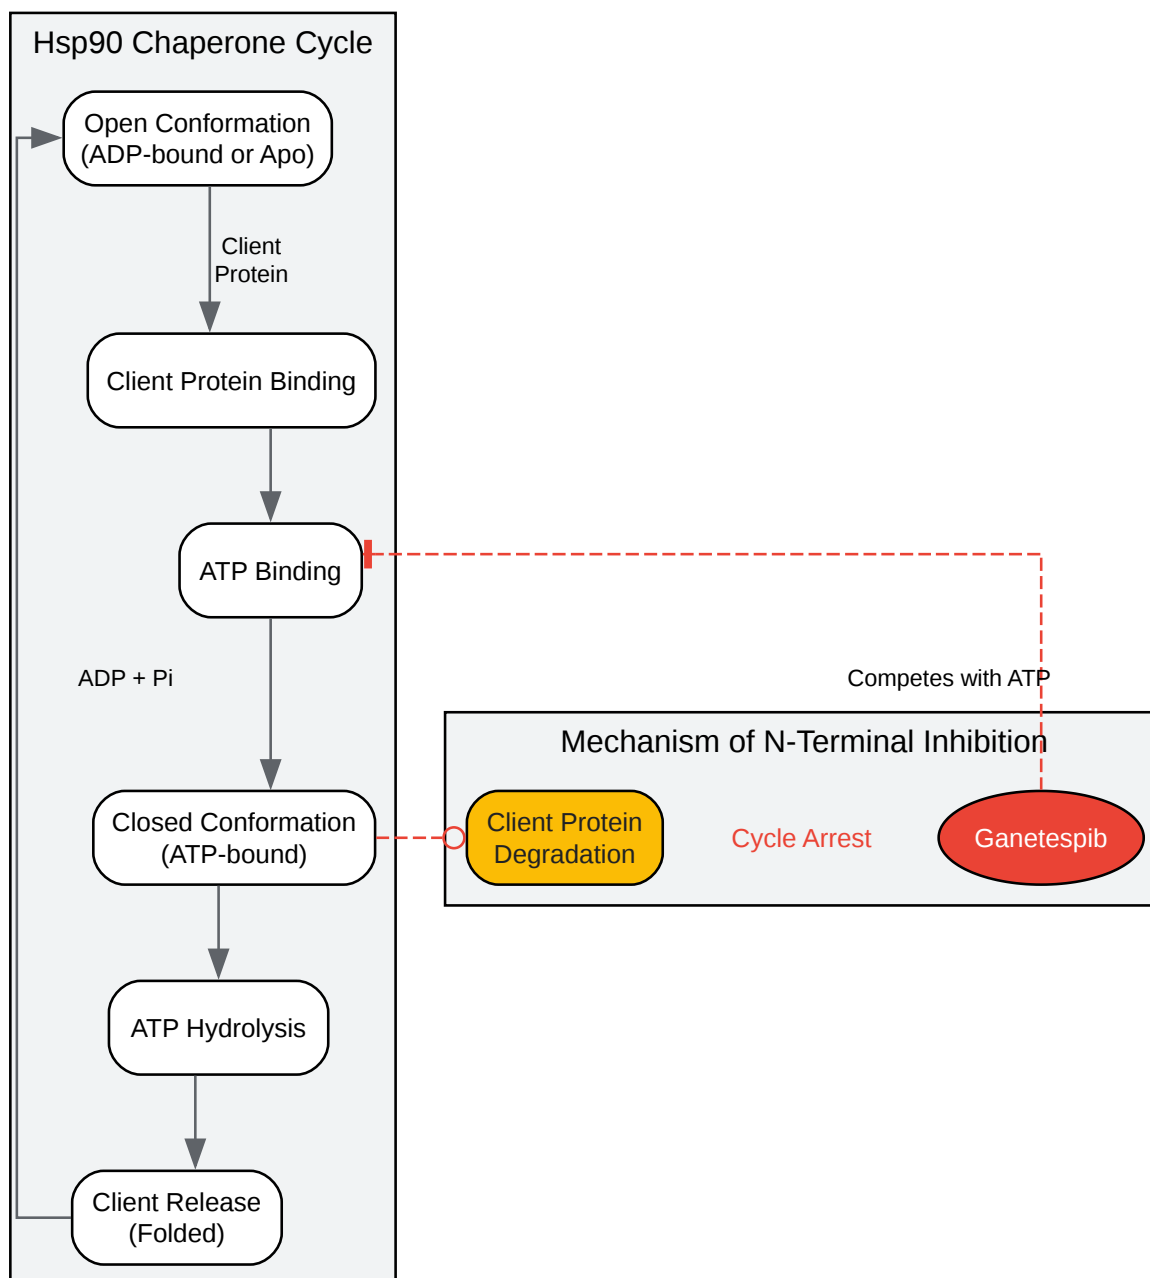 Hsp90 Chaperone Cycle
Open Conformation
(ADP-bound or Apo)
Client
Protein
Client Protein Binding
ATP Binding
ADP + Pi
Competes with ATP
Mechanism of N-Terminal Inhibition
Closed Conformation
(ATP-bound)
Client Protein
Degradation
Cycle Arrest
Ganetespib
ATP Hydrolysis
Client Release
(Folded)